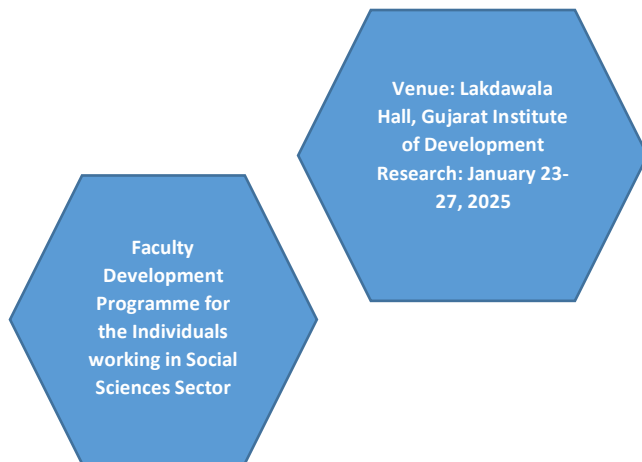 Venue: Lakdawala
Hall, Gujarat Institute
of Development
Research: January 23-
27, 2025
Faculty
Development
Programme for
the Individuals
working in Social
Sciences Sector